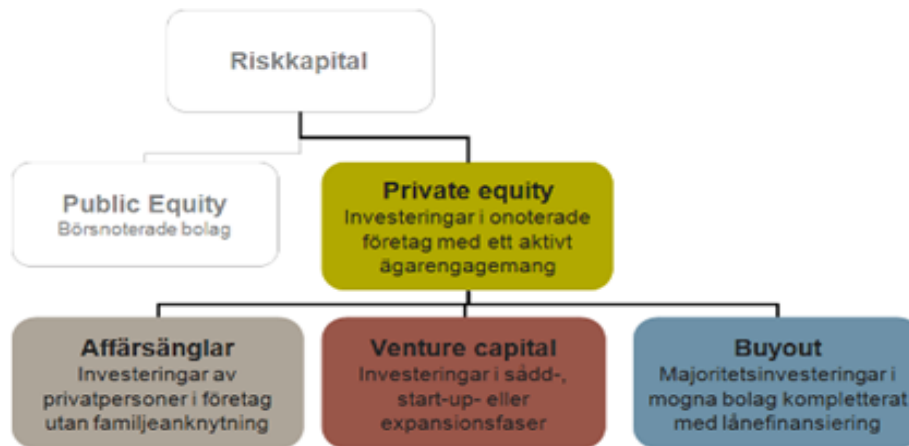 Riskkapital
Public Equity
Börsnoterade bolag
Private equity
Investeringar i onoterade
företag med ett aktivt
ägarengagemang
Affärsänglar
Investeringar av
privatpersoner i företag
utan familjeanknytning
Venture capital
Investeringar i sådd-,
start-up- eller
expansionsfaser
Buyout
Majoritetsinvesteringar i
mogna bolag kompletterat
med lånefinansiering